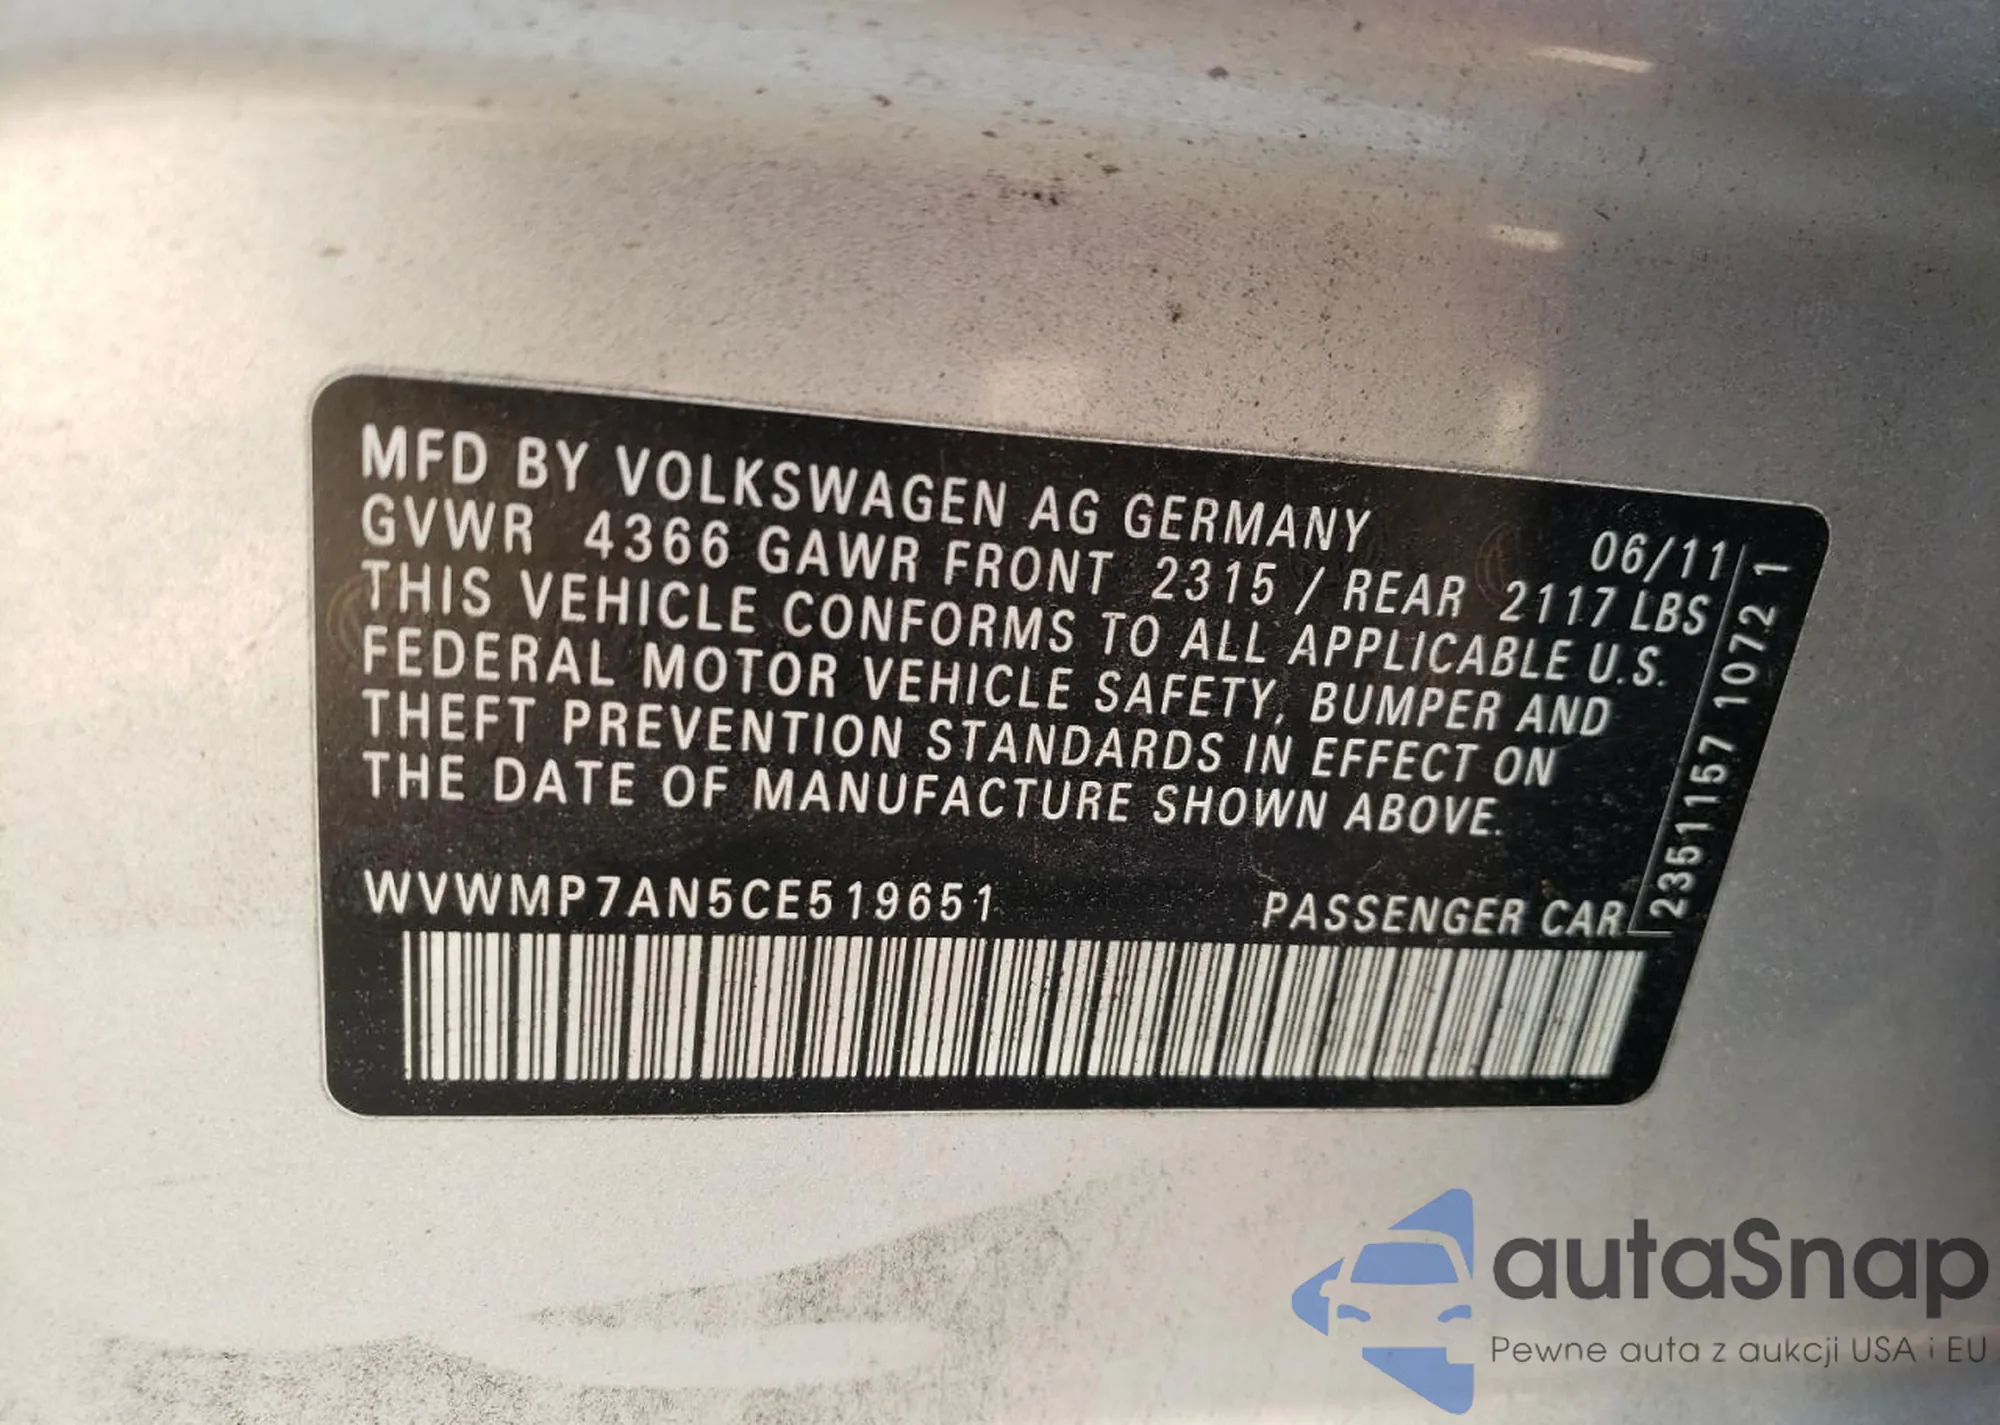 MFD BY VOLKSWAGEN AG GERMANY 06/11
GVWR 4366 GAWR FRONT 2315 / REAR 2117 LBS
THIS VEHICLE CONFORMS TO ALL APPLICABLE U.S.
FEDERAL MOTOR VEHICLE SAFETY, BUMPER AND
THEFT PREVENTION STANDARDS IN EFFECT ON
THE DATE OF MANUFACTURE SHOWN ABOVE.
WVWMP7AN5CE519651 PASSENGER CAR
2351157 1072 1
autaSnap
Pewne auta z aukcji USA i EU